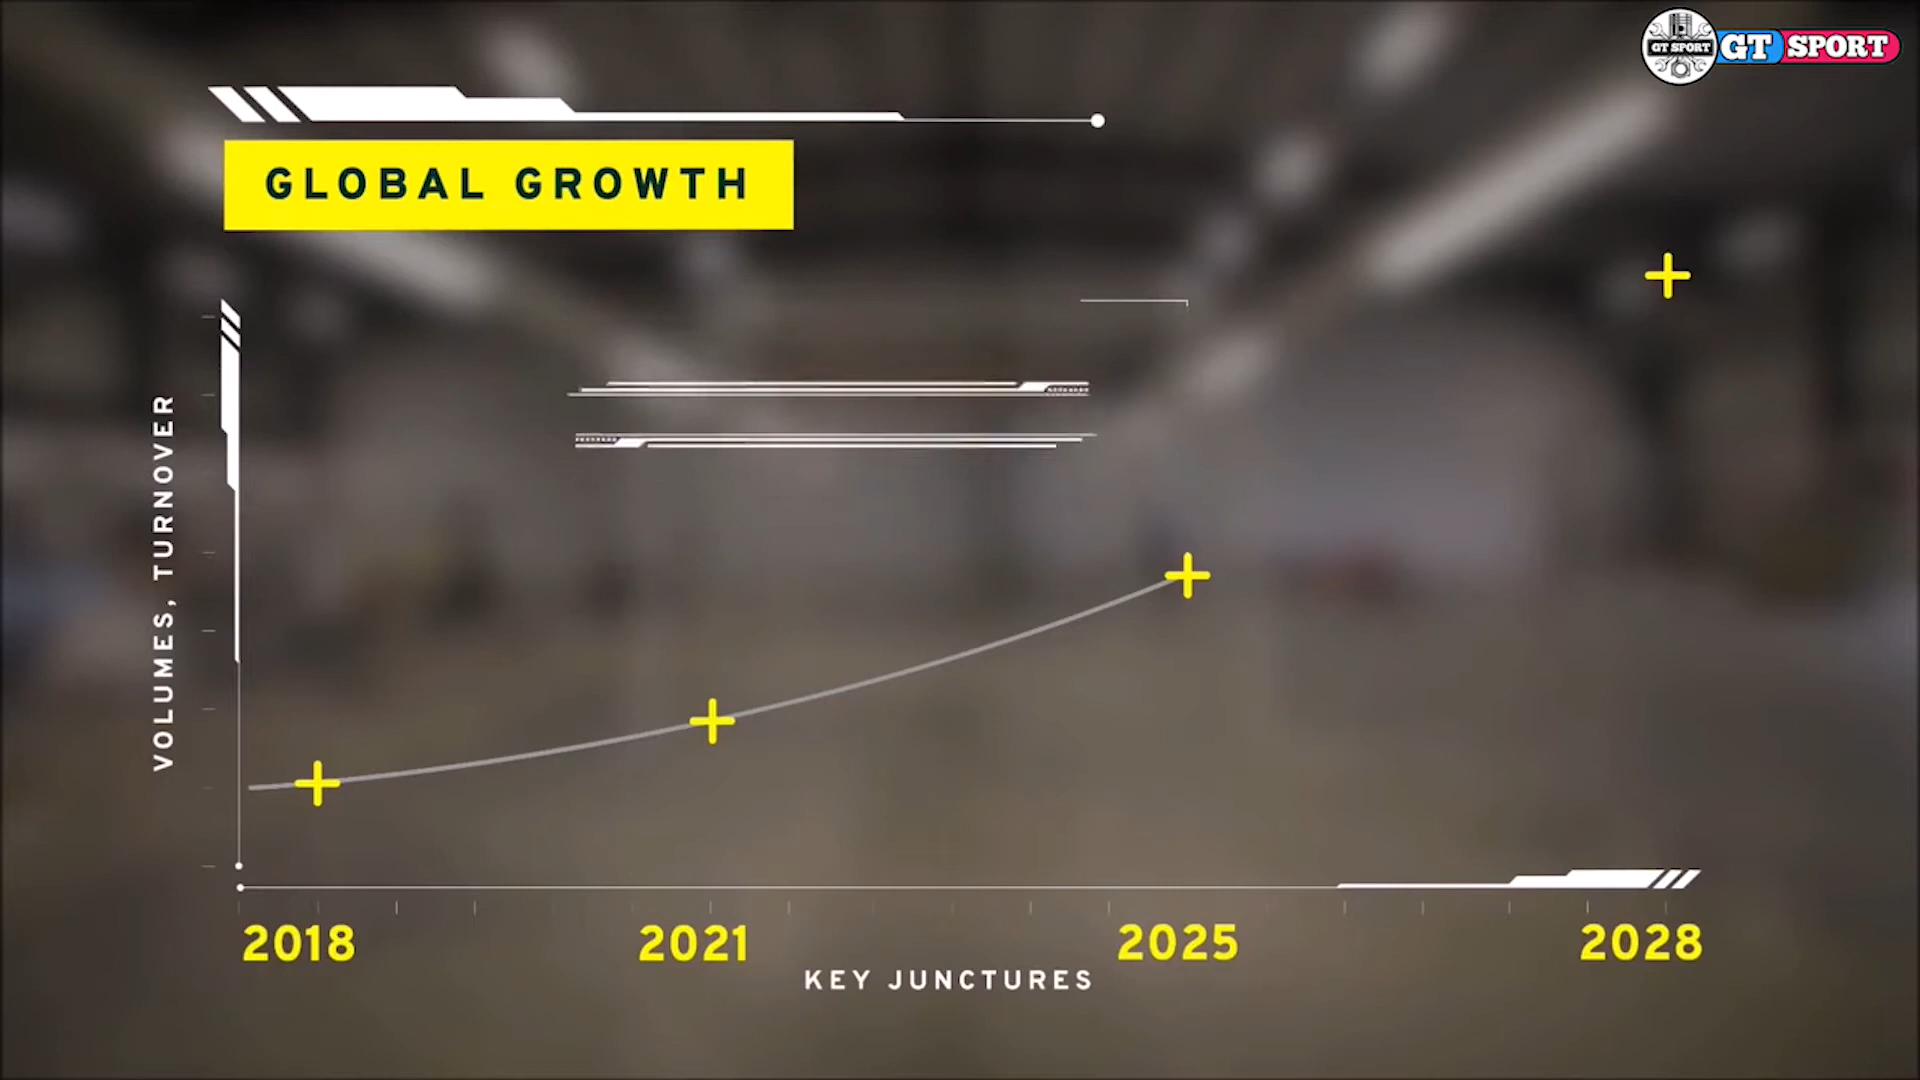 GT SPORT
GT SPORT
GLOBAL GROWTH
VOLUMES, TURNOVER
2018
2021
2025
2028
KEY JUNCTURES